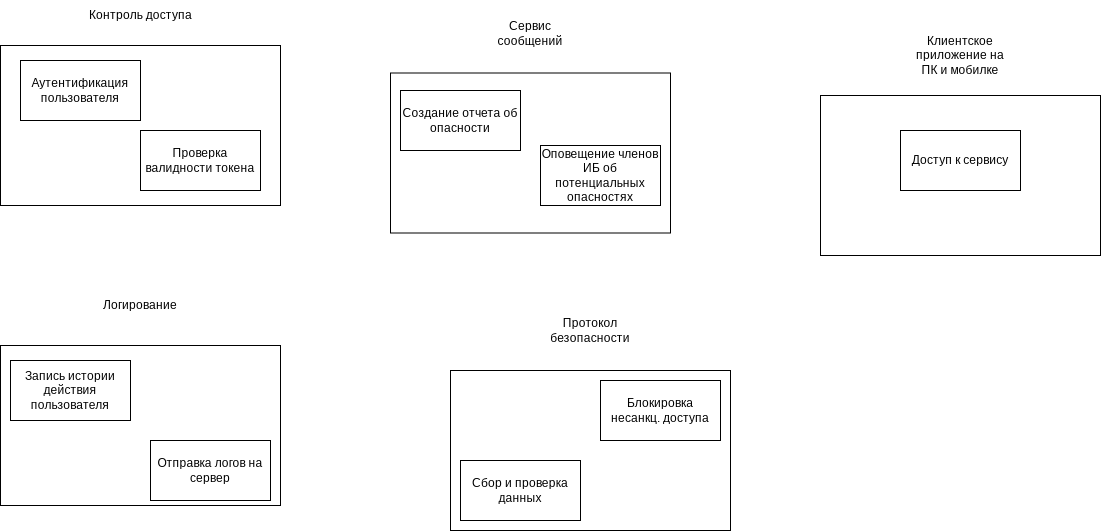 Контроль доступа
Аутентификация
пользователя
Проверка
валидности токена
Сервис
сообщений
Создание отчета об
опасности
Оповещение членов
ИБ об
потенциальных
опасностях
Клиентское
приложение на
ПК и мобилке
Доступ к сервису
Логирование
Запись истории
действия
пользователя
Отправка логов на
сервер
Протокол
безопасности
Блокировка
несанкц. доступа
Сбор и проверка
данных